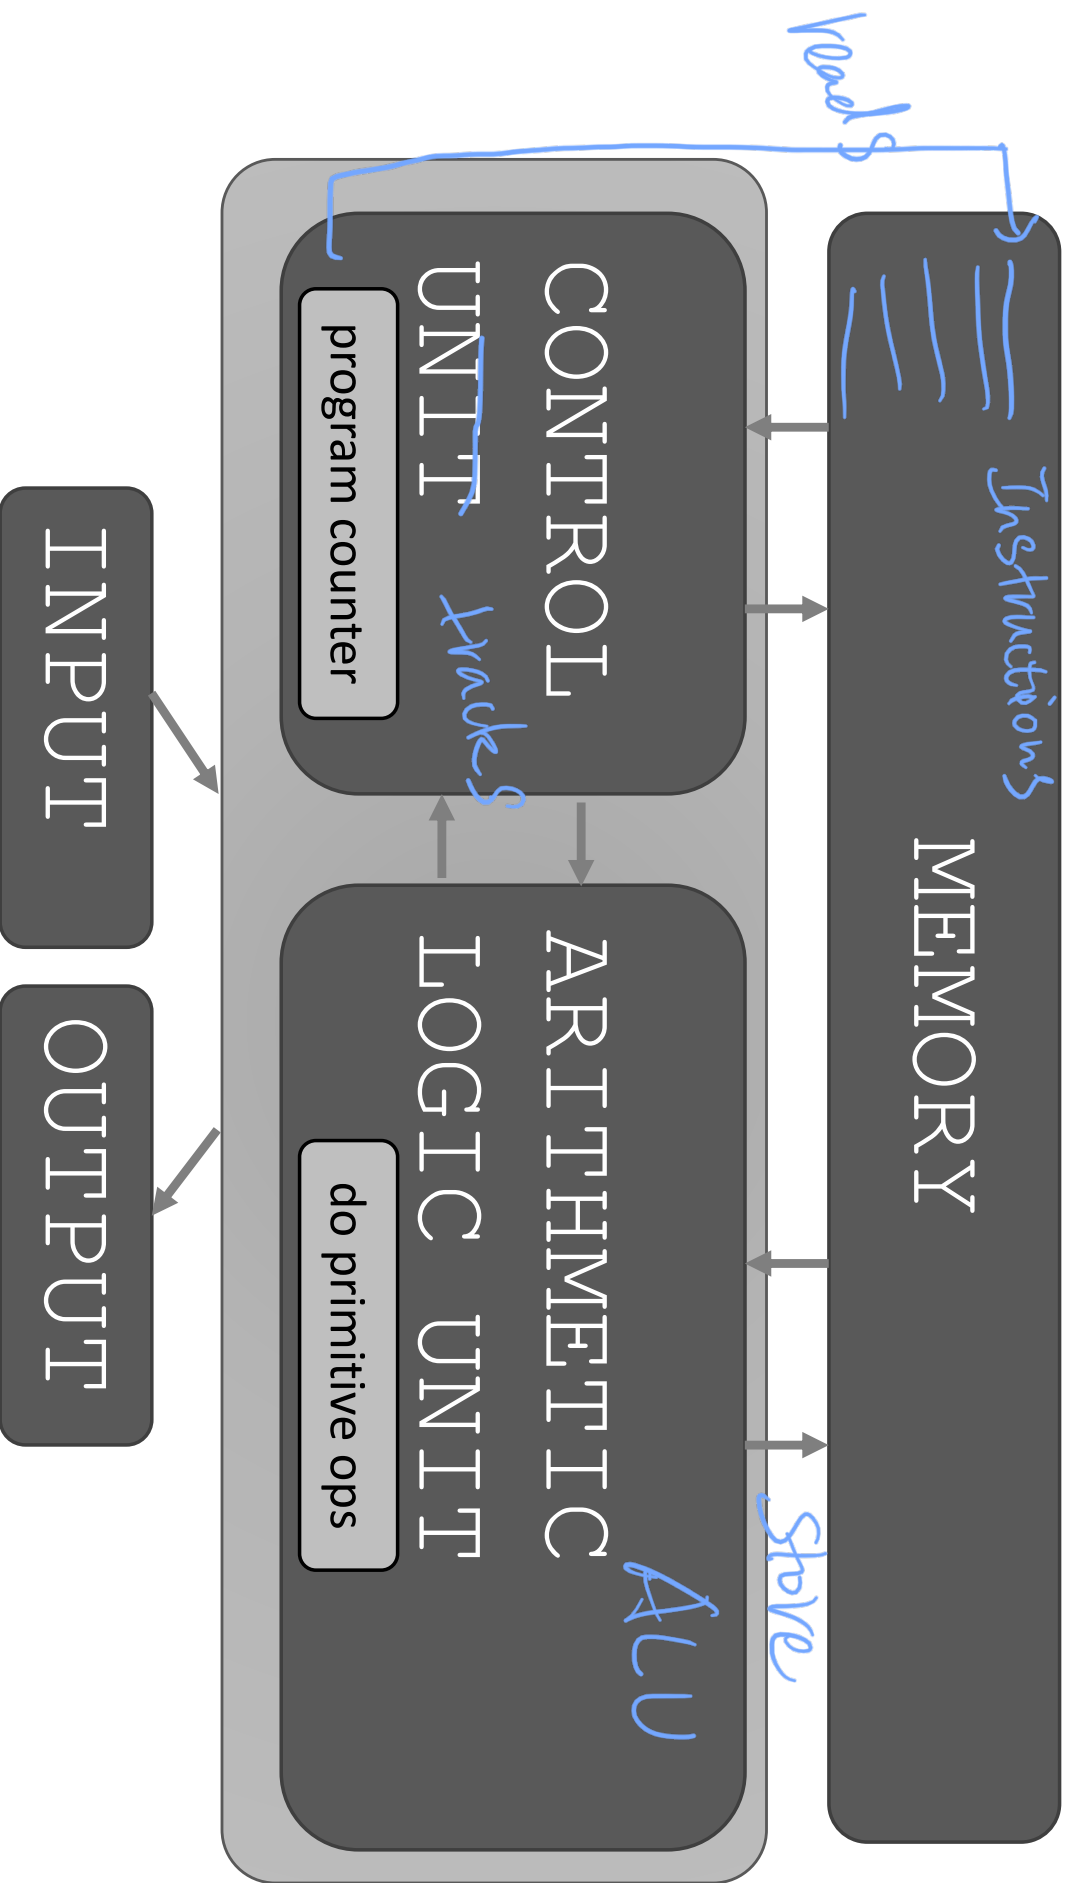 reads
Instructions
MEMORY
Store
CONTROL
UNIT
tracks
program counter
ARITHMETIC
LOGIC UNIT
ALU
do primitive ops
INPUT
OUTPUT